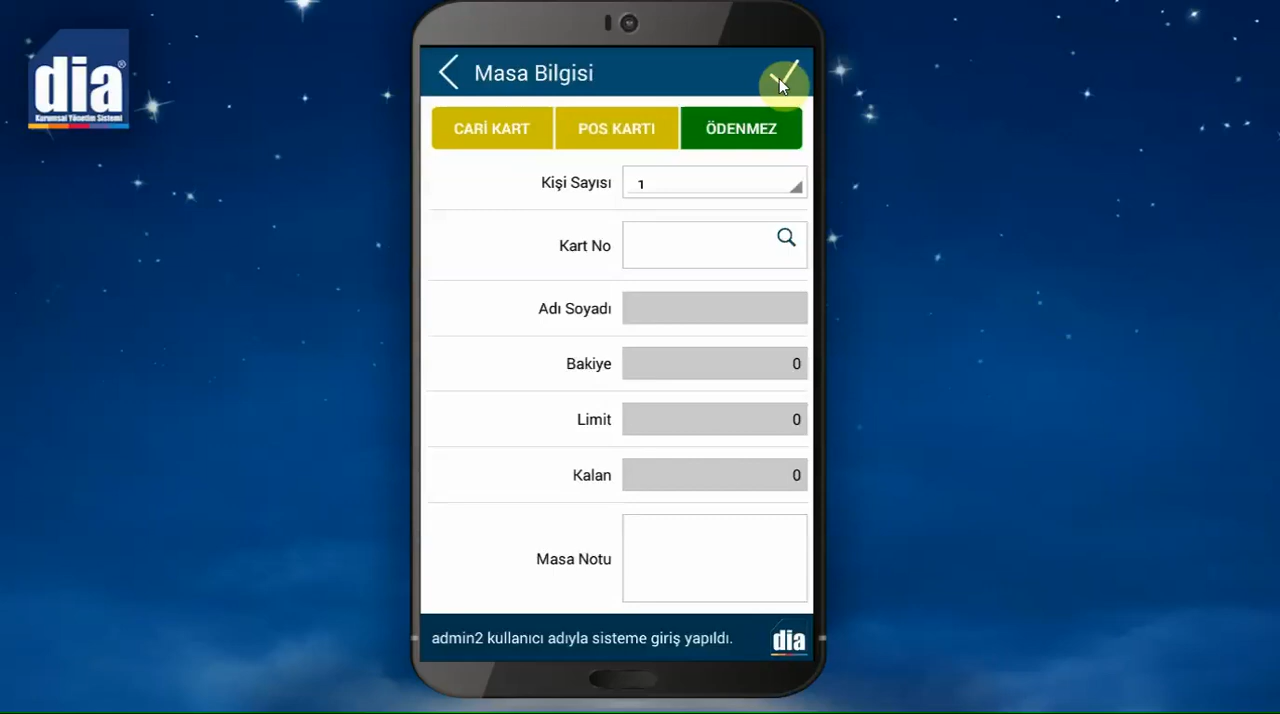 dia®
Kurumsal Yönetim Sistemi
Masa Bilgisi
CARİ KART
POS KARTI
ÖDENMEZ
Kişi Sayısı 1
Kart No
Adı Soyadı
Bakiye 0
Limit 0
Kalan 0
Masa Notu
admin2 kullanıcı adıyla sisteme giriş yapıldı.
dia